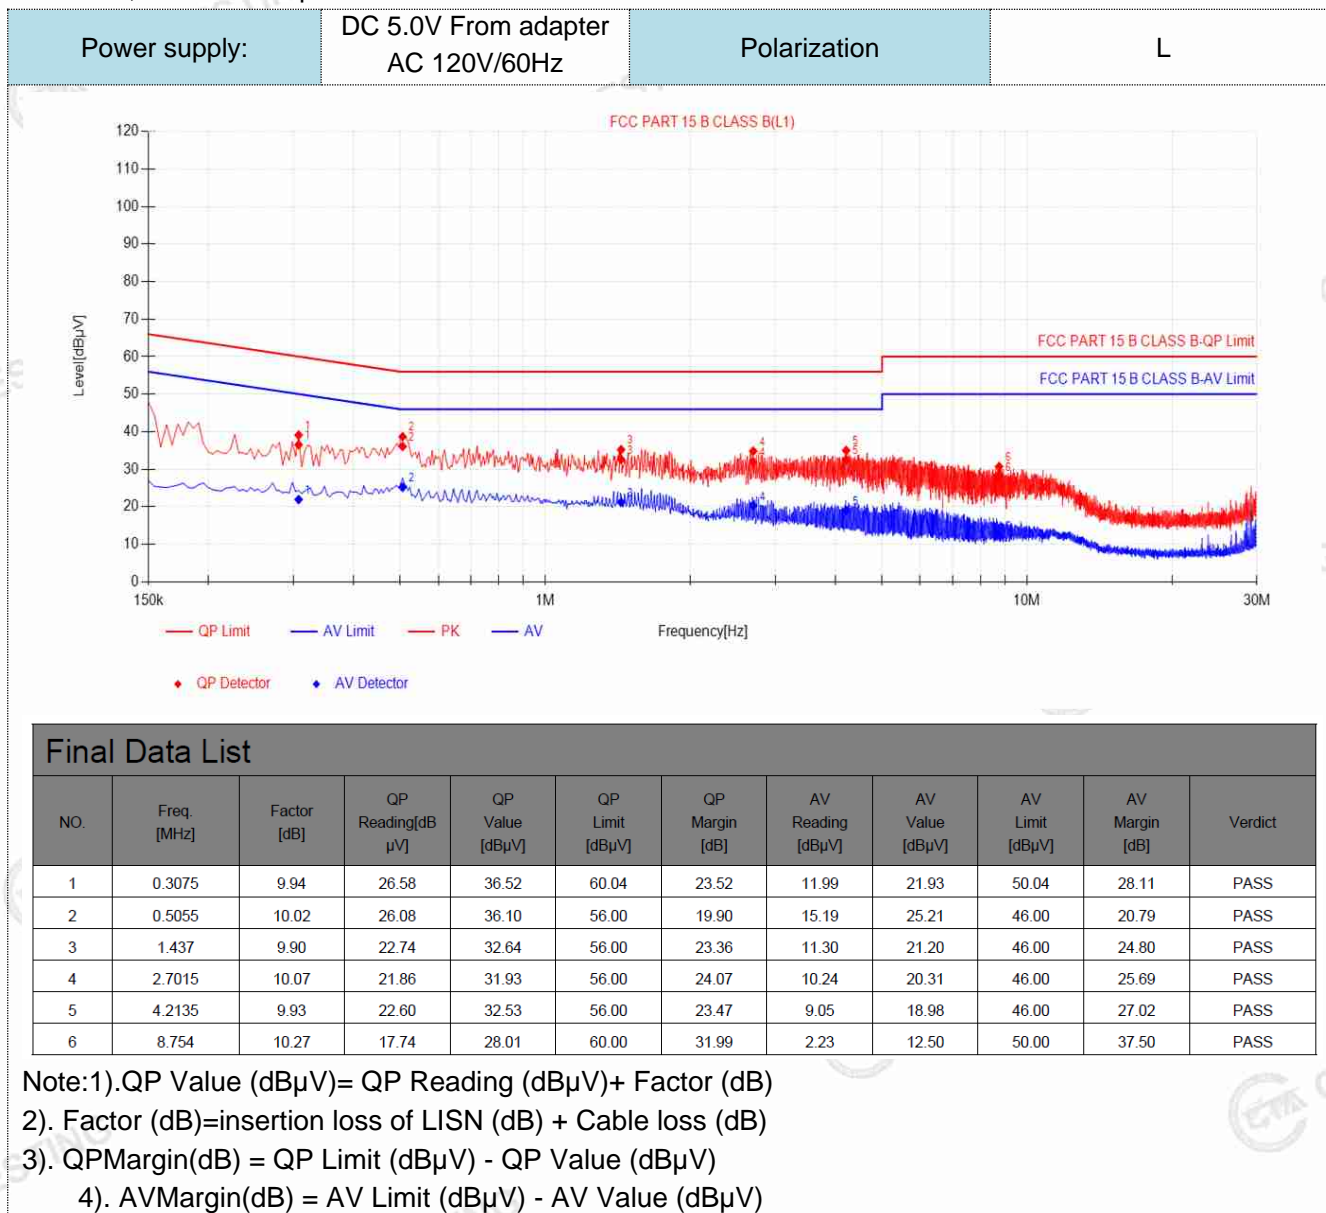 Power supply: DC 5.0V From adapter AC 120V/60Hz Polarization L
FCC PART 15 B CLASS B(L1)
120
110
100
90
80
70
60
50
40
30
20
10
0
Level[dBµV]
FCC PART 15 B CLASS B-QP Limit
FCC PART 15 B CLASS B-AV Limit
150k 1M 10M 30M
Frequency[Hz]
QP Limit AV Limit PK AV
QP Detector AV Detector
Final Data List
NO. Freq. [MHz] Factor [dB] QP Reading[dB µV] QP Value [dBµV] QP Limit [dBµV] QP Margin [dB] AV Reading [dBµV] AV Value [dBµV] AV Limit [dBµV] AV Margin [dB] Verdict
1 0.3075 9.94 26.58 36.52 60.04 23.52 11.99 21.93 50.04 28.11 PASS
2 0.5055 10.02 26.08 36.10 56.00 19.90 15.19 25.21 46.00 20.79 PASS
3 1.437 9.90 22.74 32.64 56.00 23.36 11.30 21.20 46.00 24.80 PASS
4 2.7015 10.07 21.86 31.93 56.00 24.07 10.24 20.31 46.00 25.69 PASS
5 4.2135 9.93 22.60 32.53 56.00 23.47 9.05 18.98 46.00 27.02 PASS
6 8.754 10.27 17.74 28.01 60.00 31.99 2.23 12.50 50.00 37.50 PASS
Note:1).QP Value (dBµV)= QP Reading (dBµV)+ Factor (dB)
2). Factor (dB)=insertion loss of LISN (dB) + Cable loss (dB)
3). QPMargin(dB) = QP Limit (dBµV) - QP Value (dBµV)
4). AVMargin(dB) = AV Limit (dBµV) - AV Value (dBµV)